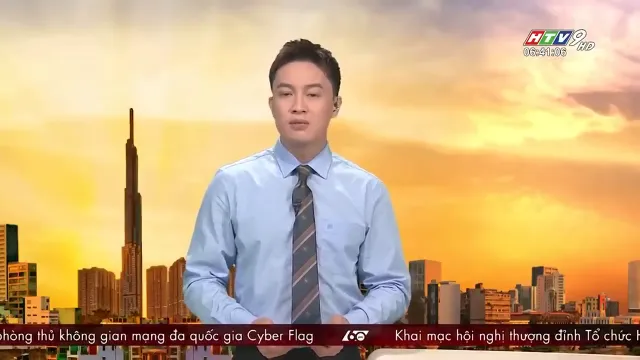 HTV9 HD
06:41:06
phòng thủ không gian mạng đa quốc gia Cyber Flag 60 Khai mạc hội nghị thượng đỉnh Tổ chức